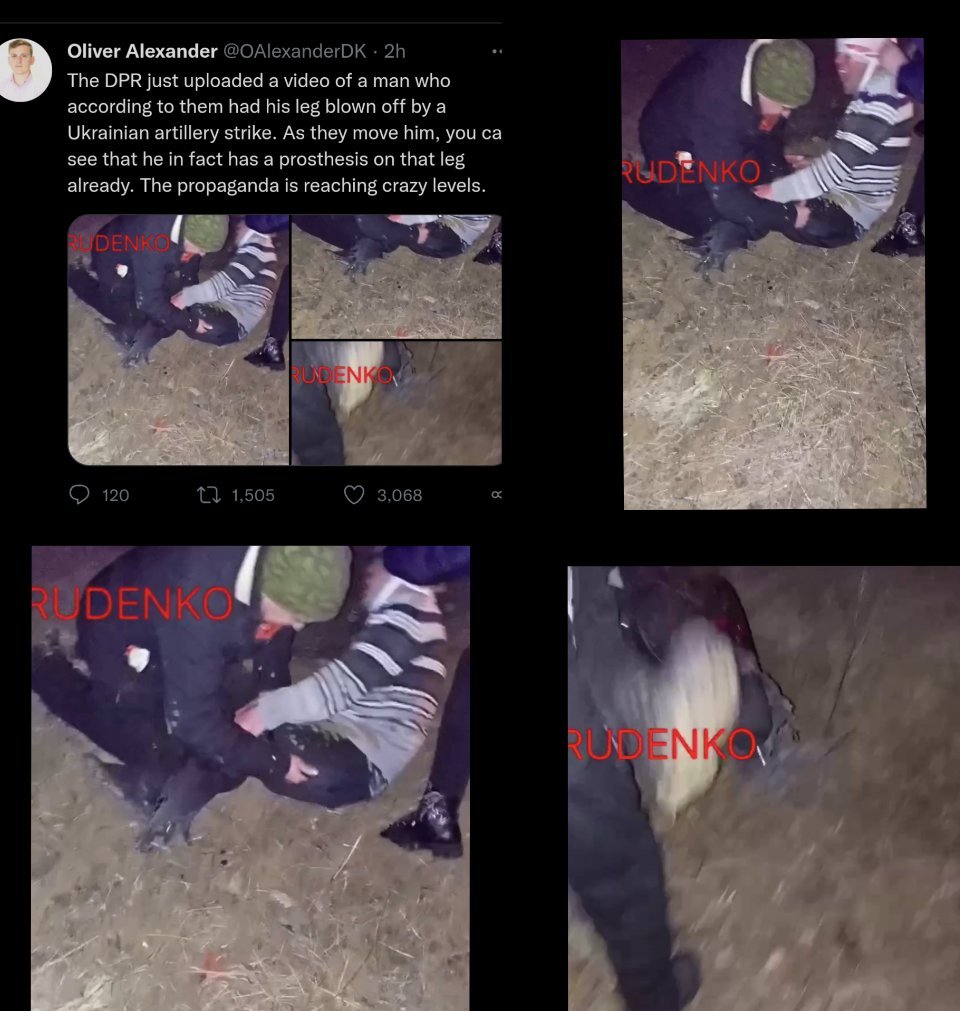 Oliver Alexander @OAlexanderDK · 2h
The DPR just uploaded a video of a man who
according to them had his leg blown off by a
Ukrainian artillery strike. As they move him, you ca
see that he in fact has a prosthesis on that leg
already. The propaganda is reaching crazy levels.
RUDENKO
RUDENKO
120 1,505 3,068
RUDENKO
RUDENKO
RUDENKO